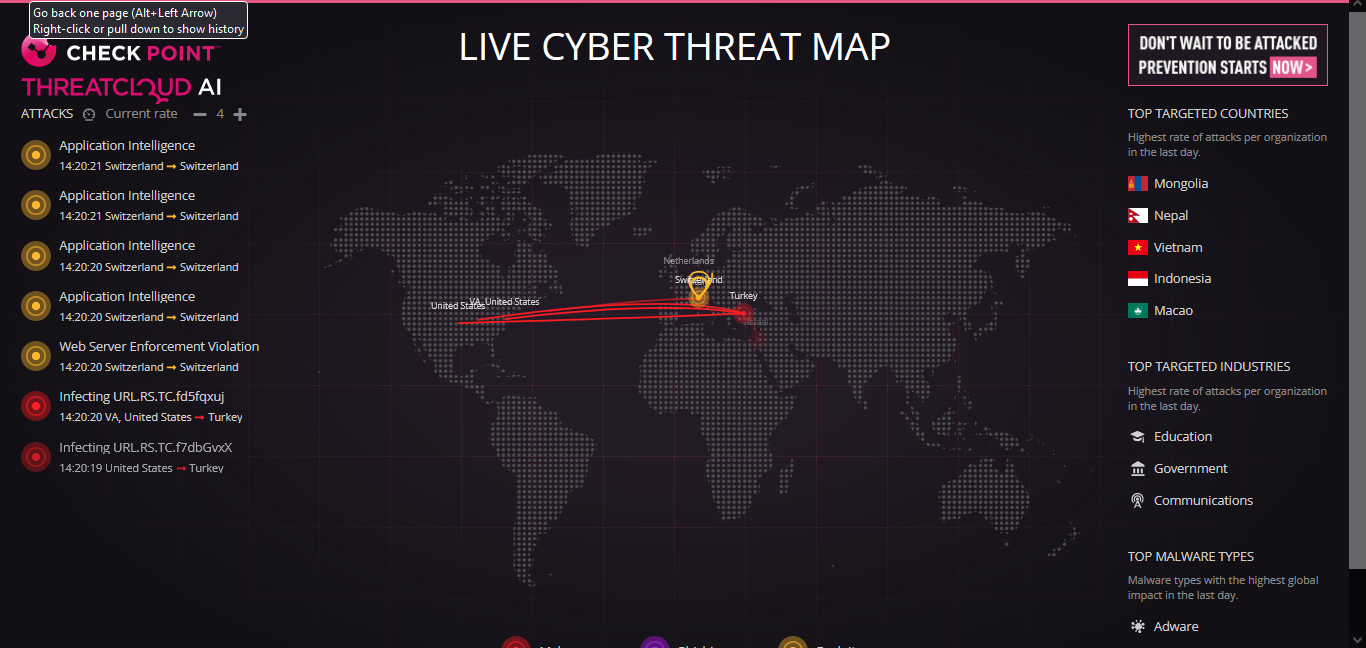 Go back one page (Alt+Left Arrow)
Right-click or pull down to show history
CHECK POINT
THREATCLOUD AI
LIVE CYBER THREAT MAP
DON'T WAIT TO BE ATTACKED
PREVENTION STARTS NOW >
ATTACKS Current rate − 4 +
Application Intelligence
14:20:21 Switzerland → Switzerland
Application Intelligence
14:20:21 Switzerland → Switzerland
Application Intelligence
14:20:20 Switzerland → Switzerland
Application Intelligence
14:20:20 Switzerland → Switzerland
Web Server Enforcement Violation
14:20:20 Switzerland → Switzerland
Infecting URL.RS.TC.fd5fqxuj
14:20:20 VA, United States → Turkey
Infecting URL.RS.TC.f7dbGvxX
14:20:19 United States → Turkey
Netherlands
Switzerland
Turkey
United States
VA, United States
Israel
TOP TARGETED COUNTRIES
Highest rate of attacks per organization
in the last day.
Mongolia
Nepal
Vietnam
Indonesia
Macao
TOP TARGETED INDUSTRIES
Highest rate of attacks per organization
in the last day.
Education
Government
Communications
TOP MALWARE TYPES
Malware types with the highest global
impact in the last day.
Adware